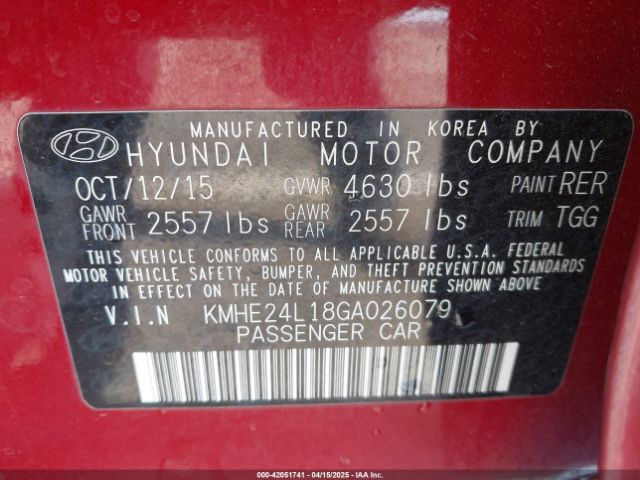 MANUFACTURED IN KOREA BY
HYUNDAI MOTOR COMPANY
OCT/12/15 GVWR 4630 lbs PAINT RER
GAWR FRONT 2557 lbs GAWR REAR 2557 lbs TRIM TGG
THIS VEHICLE CONFORMS TO ALL APPLICABLE U.S.A. FEDERAL
MOTOR VEHICLE SAFETY, BUMPER, AND THEFT PREVENTION STANDARDS
IN EFFECT ON THE DATE OF MANUFACTURE SHOWN ABOVE.
V.I.N KMHE24L18GA026079
PASSENGER CAR
000-42051741 - 04/15/2025 - IAAI, Inc.